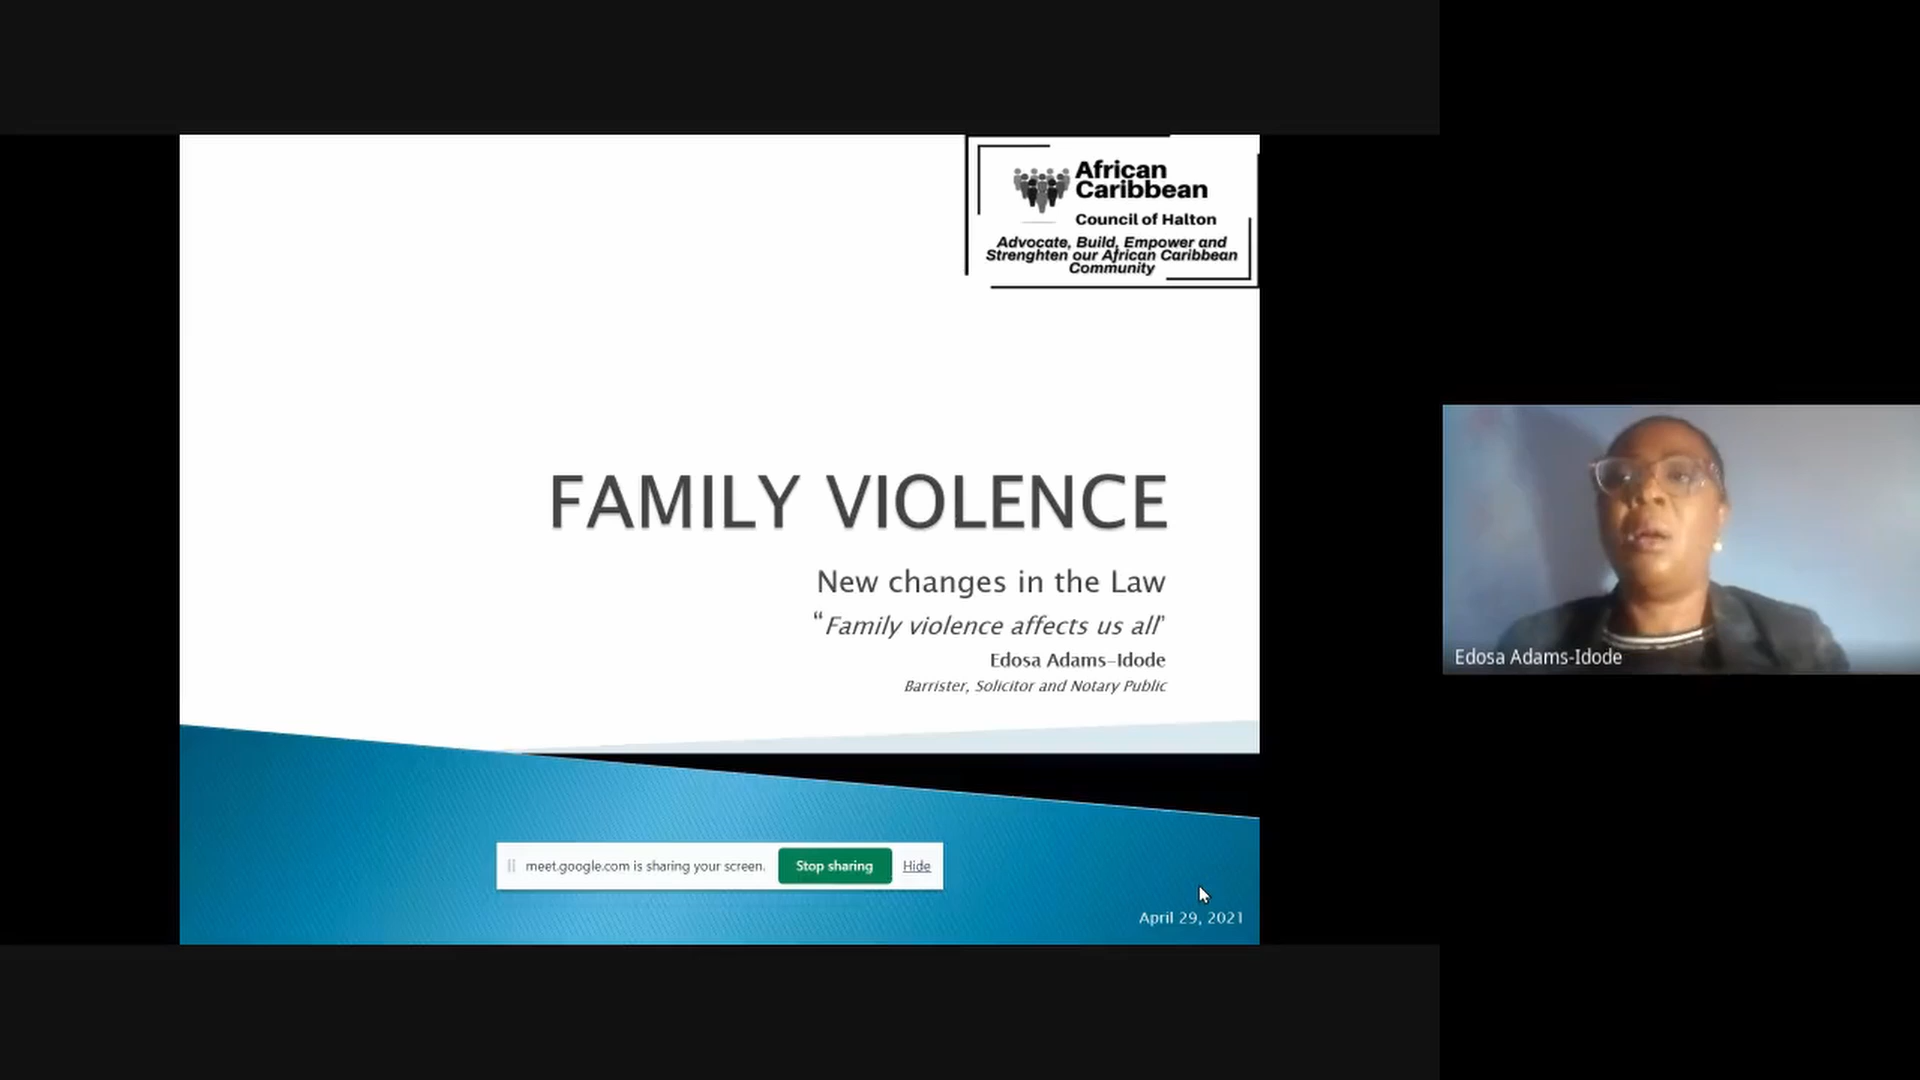 African
Caribbean
Council of Halton
Advocate, Build, Empower and
Strenghten our African Caribbean
Community
FAMILY VIOLENCE
New changes in the Law
“Family violence affects us all’
Edosa Adams-Idode
Barrister, Solicitor and Notary Public
meet.google.com is sharing your screen. Stop sharing Hide
April 29, 2021
Edosa Adams-Idode